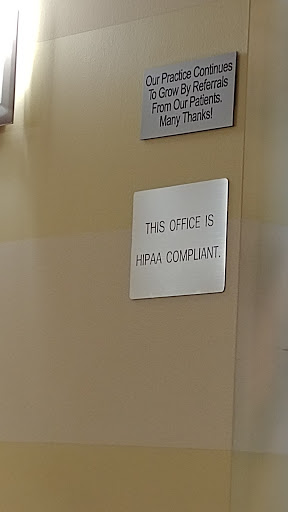 Our Practice Continues
To Grow By Referrals
From Our Patients.
Many Thanks!
THIS OFFICE IS
HIPAA COMPLIANT.